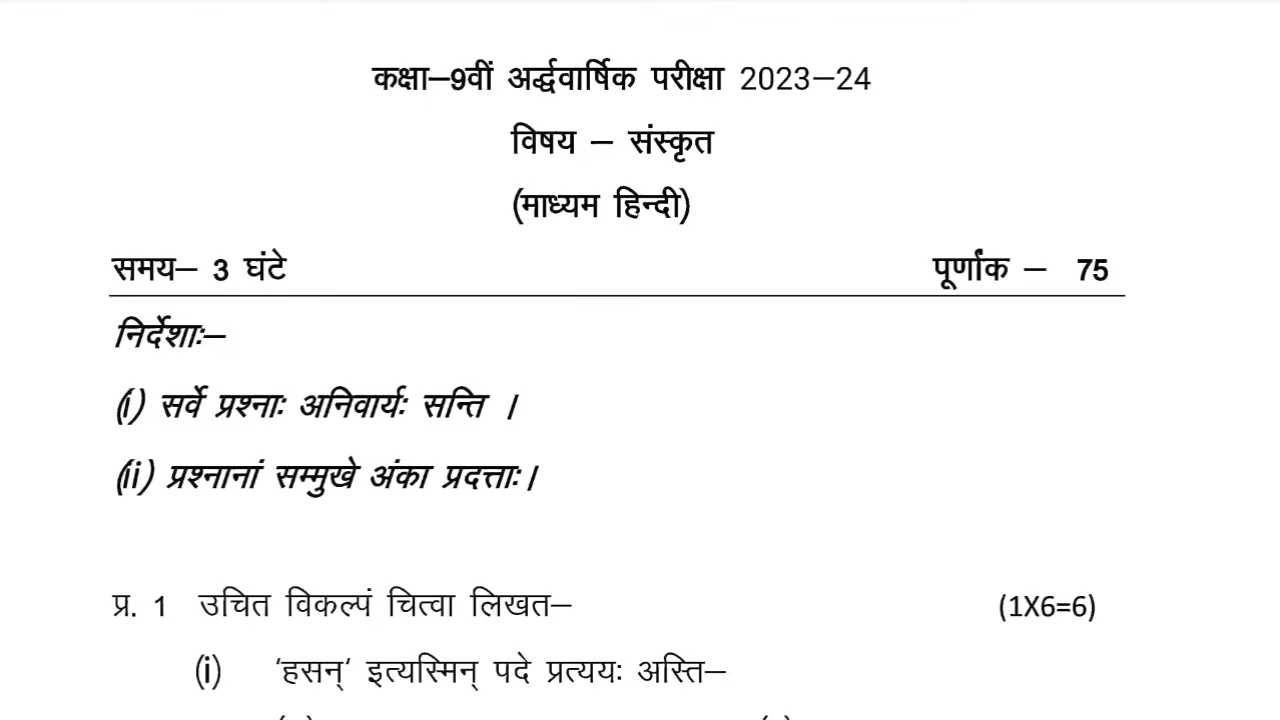 कक्षा–9वीं अर्द्धवार्षिक परीक्षा 2023–24
विषय – संस्कृत
(माध्यम हिन्दी)
समय– 3 घंटे पूर्णांक – 75
निर्देशाः–
(i) सर्वे प्रश्नाः अनिवार्यः सन्ति ।
(ii) प्रश्नानां सम्मुखे अंका प्रदत्ताः।
प्र. 1 उचित विकल्पं चित्वा लिखत– (1X6=6)
(i) 'हसन्' इत्यस्मिन् पदे प्रत्ययः अस्ति–